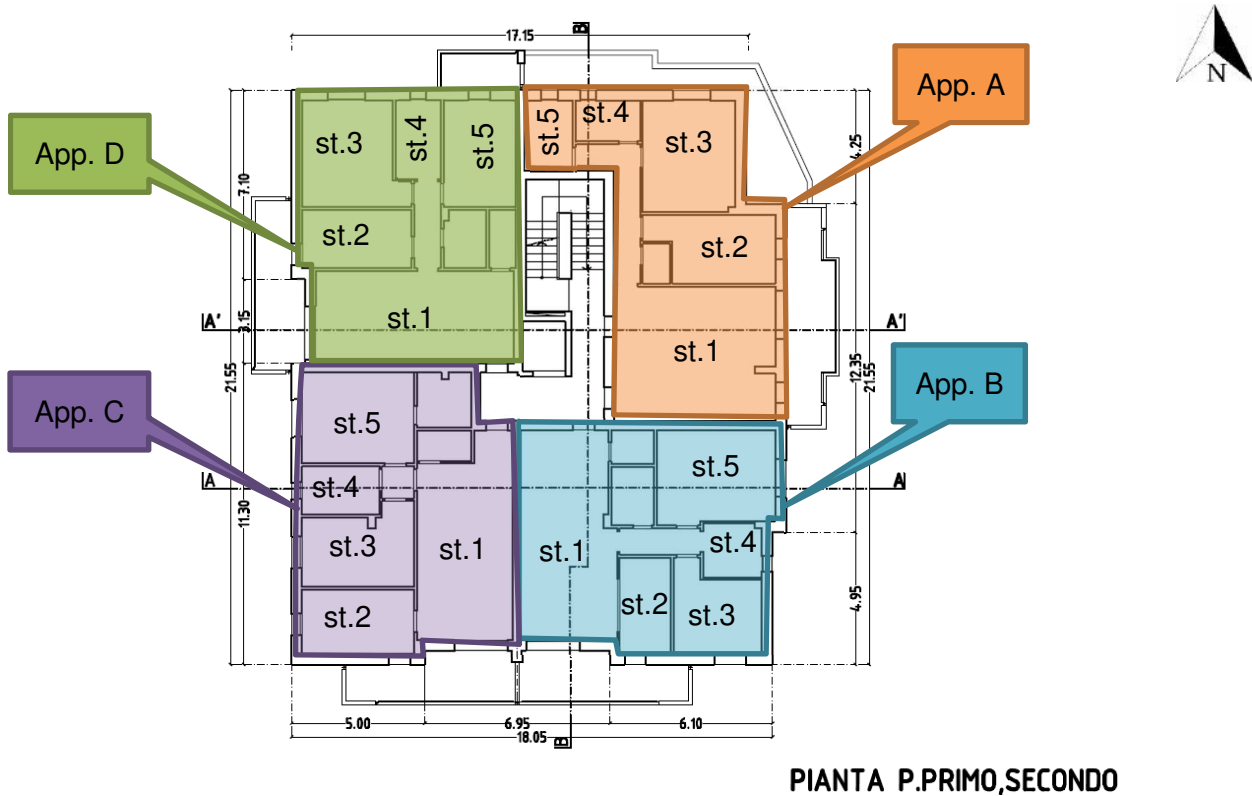 17.15
B
N
App. A
App. D
st.3
st.4
st.5
st.5
st.4
st.3
4.25
7.10
st.2
st.2
st.1
A'
3.15
A'
st.1
21.55
12.35
21.55
App. C
App. B
st.5
st.5
A
st.4
A
11.30
st.3
st.1
st.1
st.4
st.2
st.2
st.3
4.95
5.00
6.95
6.10
18.05
B
PIANTA P.PRIMO,SECONDO